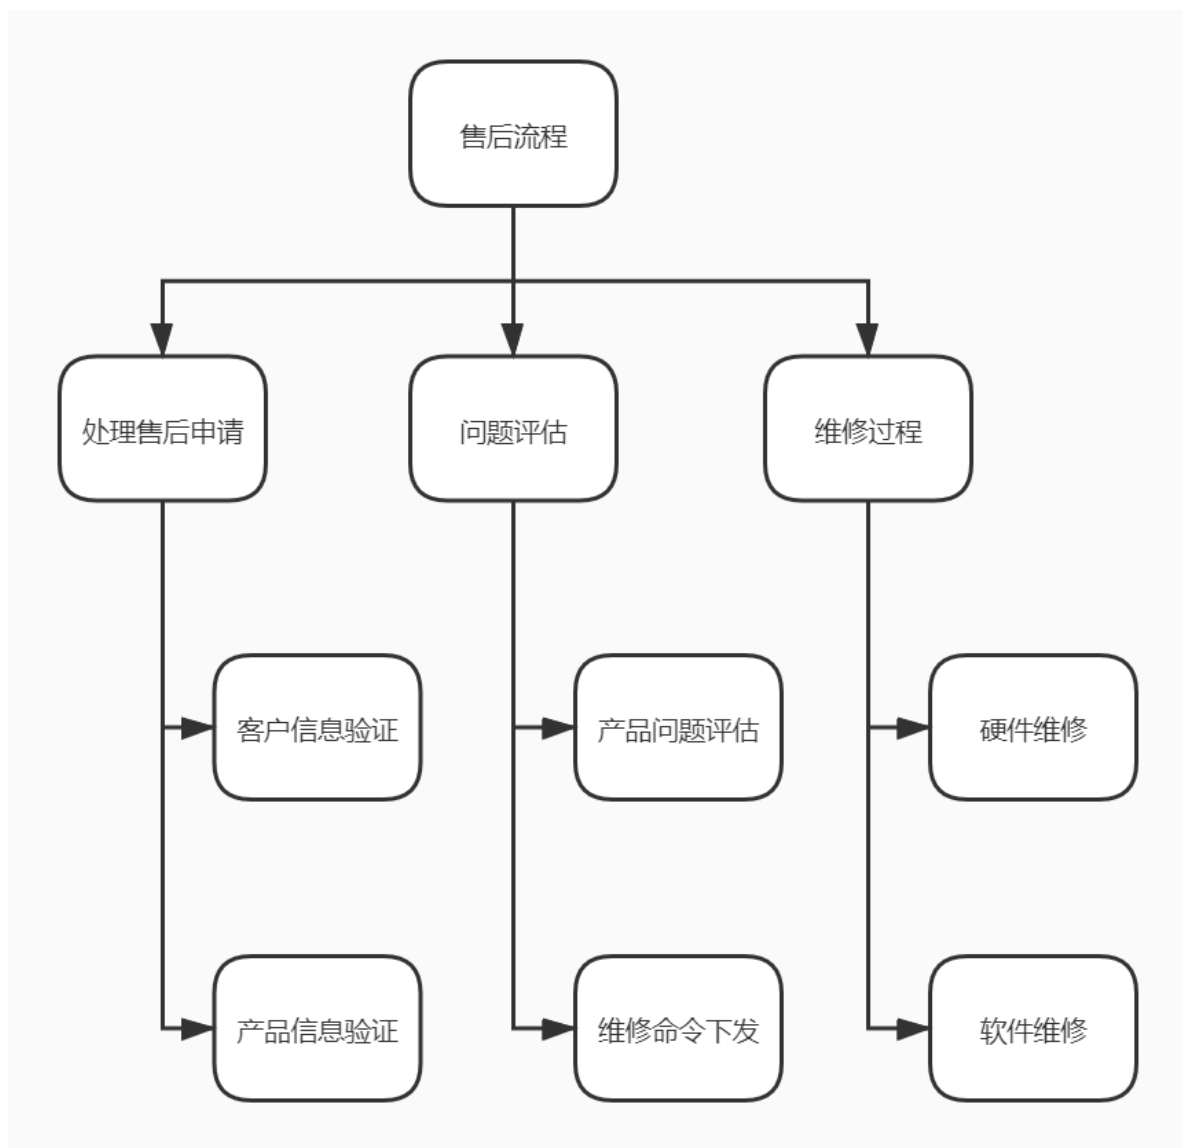 售后流程
处理售后申请
问题评估
维修过程
客户信息验证
产品问题评估
硬件维修
产品信息验证
维修命令下发
软件维修